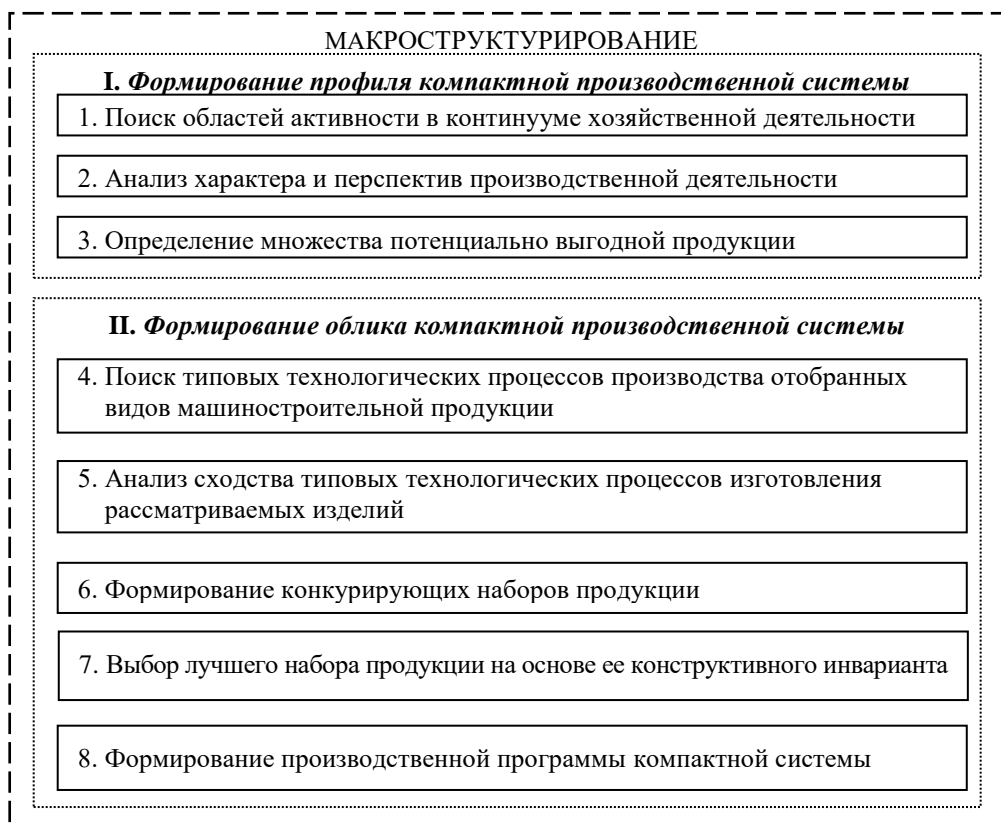 МАКРОСТРУКТУРИРОВАНИЕ
I. Формирование профиля компактной производственной системы
1. Поиск областей активности в континууме хозяйственной деятельности
2. Анализ характера и перспектив производственной деятельности
3. Определение множества потенциально выгодной продукции
II. Формирование облика компактной производственной системы
4. Поиск типовых технологических процессов производства отобранных
видов машиностроительной продукции
5. Анализ сходства типовых технологических процессов изготовления
рассматриваемых изделий
6. Формирование конкурирующих наборов продукции
7. Выбор лучшего набора продукции на основе ее конструктивного инварианта
8. Формирование производственной программы компактной системы